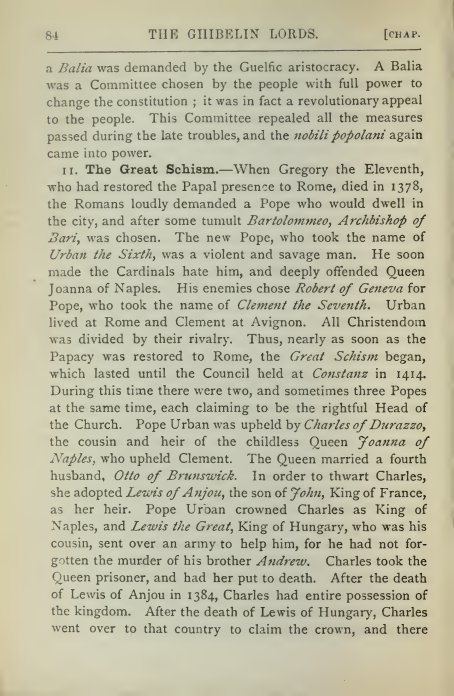 84 THE GHIBELIN LORDS. [CHAP.
a Balia was demanded by the Guelfic aristocracy. A Balia
was a Committee chosen by the people with full power to
change the constitution ; it was in fact a revolutionary appeal
to the people. This Committee repealed all the measures
passed during the late troubles, and the nobili popolani again
came into power.
11. The Great Schism.—When Gregory the Eleventh,
who had restored the Papal presence to Rome, died in 1378,
the Romans loudly demanded a Pope who would dwell in
the city, and after some tumult Bartolommeo, Archbishop of
Bari, was chosen. The new Pope, who took the name of
Urban the Sixth, was a violent and savage man. He soon
made the Cardinals hate him, and deeply offended Queen
Joanna of Naples. His enemies chose Robert of Geneva for
Pope, who took the name of Clement the Seventh. Urban
lived at Rome and Clement at Avignon. All Christendom
was divided by their rivalry. Thus, nearly as soon as the
Papacy was restored to Rome, the Great Schism began,
which lasted until the Council held at Constanz in 1414.
During this time there were two, and sometimes three Popes
at the same time, each claiming to be the rightful Head of
the Church. Pope Urban was upheld by Charles of Durazzo,
the cousin and heir of the childless Queen Joanna of
Naples, who upheld Clement. The Queen married a fourth
husband, Otto of Brunswick. In order to thwart Charles,
she adopted Lewis of Anjou, the son of John, King of France,
as her heir. Pope Urban crowned Charles as King of
Naples, and Lewis the Great, King of Hungary, who was his
cousin, sent over an army to help him, for he had not for-
gotten the murder of his brother Andrew. Charles took the
Queen prisoner, and had her put to death. After the death
of Lewis of Anjou in 1384, Charles had entire possession of
the kingdom. After the death of Lewis of Hungary, Charles
went over to that country to claim the crown, and there